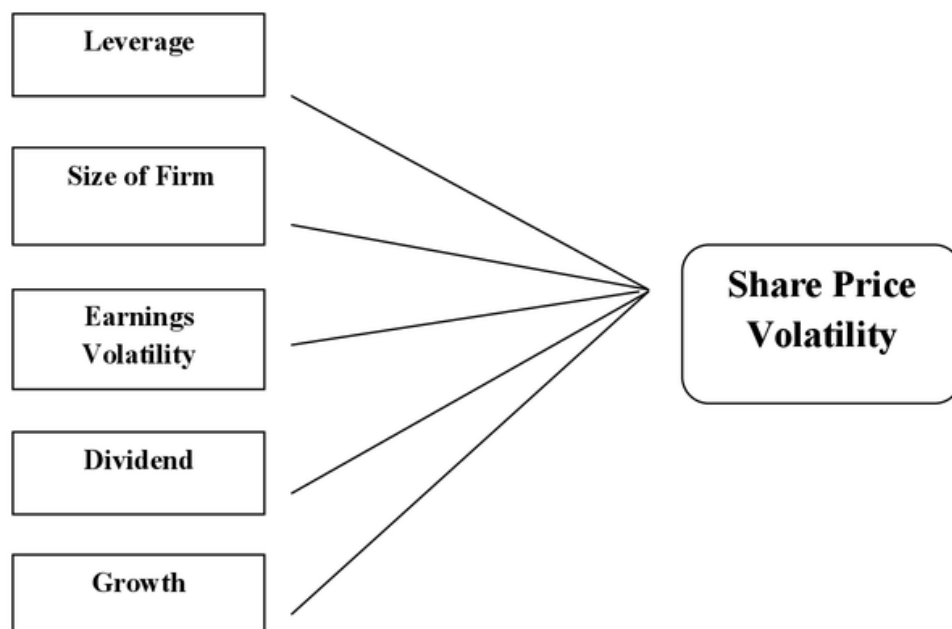 Leverage
Size of Firm
Earnings
Volatility
Dividend
Growth
Share Price
Volatility